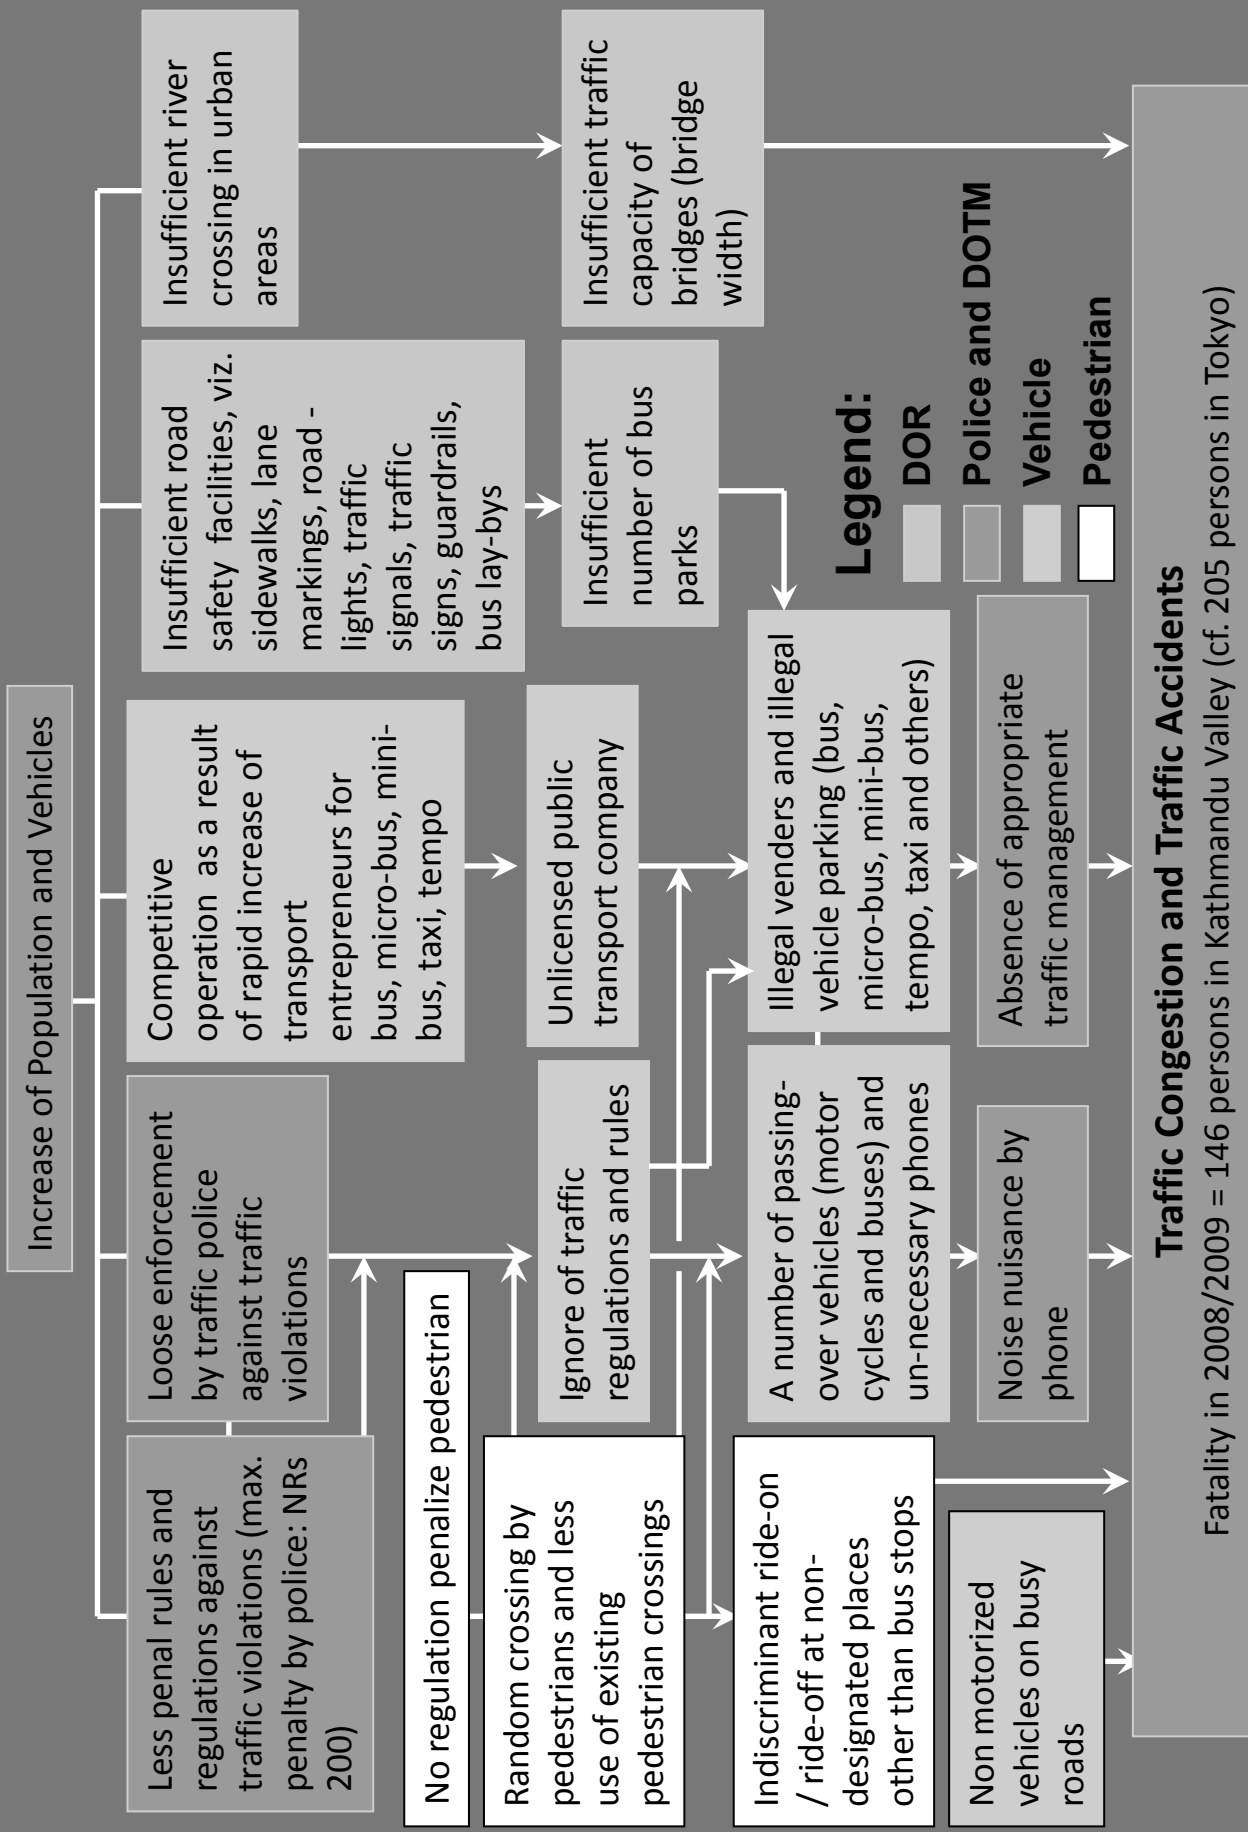 Increase of Population and Vehicles
Less penal rules and
regulations against
traffic violations (max.
penalty by police: NRs
200)
Loose enforcement
by traffic police
against traffic
violations
Competitive
operation as a result
of rapid increase of
transport
entrepreneurs for
bus, micro-bus, mini-
bus, taxi, tempo
Insufficient road
safety facilities, viz.
sidewalks, lane
markings, road -
lights, traffic
signals, traffic
signs, guardrails,
bus lay-bys
Insufficient river
crossing in urban
areas
No regulation penalize pedestrian
Random crossing by
pedestrians and less
use of existing
pedestrian crossings
Ignore of traffic
regulations and rules
Unlicensed public
transport company
Insufficient
number of bus
parks
Insufficient traffic
capacity of
bridges (bridge
width)
Indiscriminant ride-on
/ ride-off at non-
designated places
other than bus stops
A number of passing-
over vehicles (motor
cycles and buses) and
un-necessary phones
Illegal venders and illegal
vehicle parking (bus,
micro-bus, mini-bus,
tempo, taxi and others)
Legend:
DOR
Police and DOTM
Vehicle
Pedestrian
Non motorized
vehicles on busy
roads
Noise nuisance by
phone
Absence of appropriate
traffic management
Traffic Congestion and Traffic Accidents
Fatality in 2008/2009 = 146 persons in Kathmandu Valley (cf. 205 persons in Tokyo)